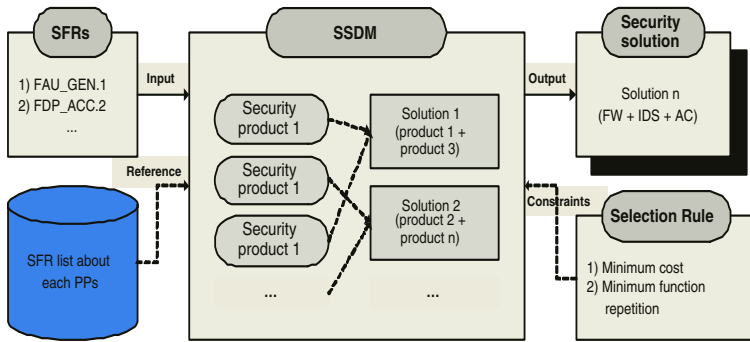 SFRs
1) FAU_GEN.1
2) FDP_ACC.2
...
Input
Reference
SFR list about
each PPs
SSDM
Security
product 1
Security
product 1
Security
product 1
...
Solution 1
(product 1 +
product 3)
Solution 2
(product 2 +
product n)
...
Output
Constraints
Security
solution
Solution n
(FW + IDS + AC)
Selection Rule
1) Minimum cost
2) Minimum function
repetition